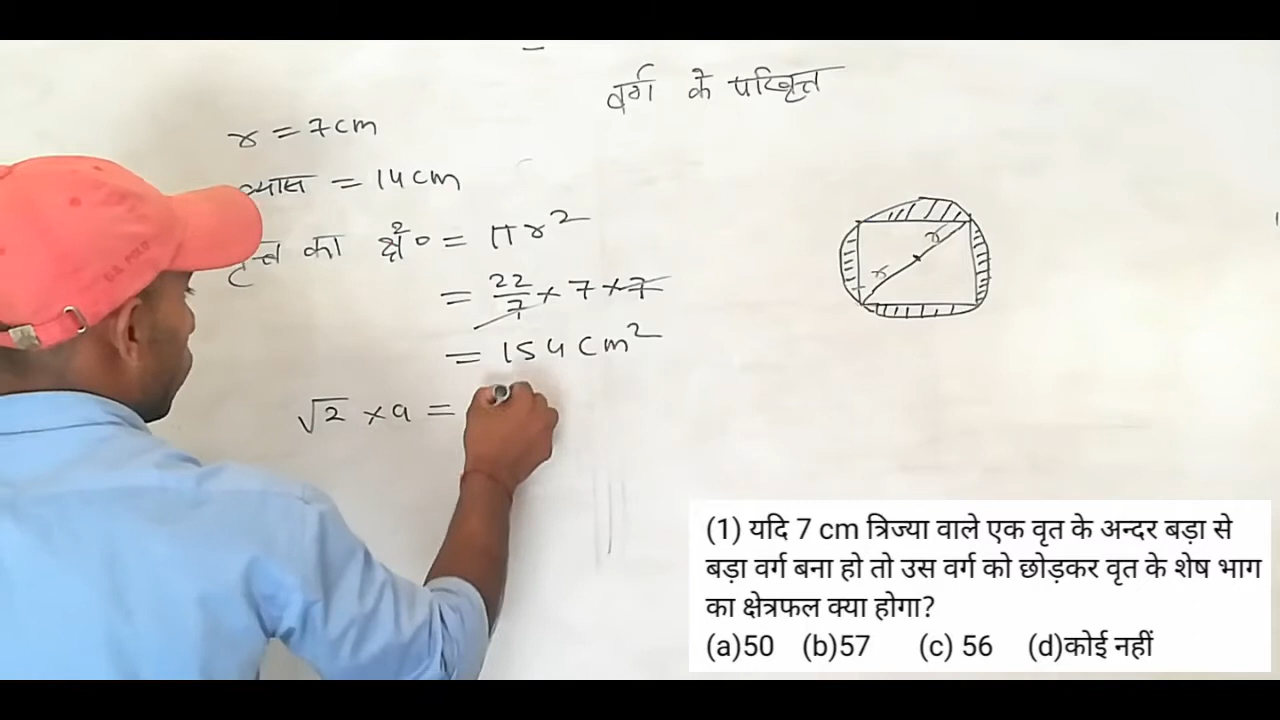 वर्ग के परिवृत्त
r = 7cm
व्यास = 14cm
वृत्त का क्षे० = πr²
= 22/7 × 7 × 7
= 154 cm²
√2 × a =
r
r
U.S. POLO
(1) यदि 7 cm त्रिज्या वाले एक वृत के अन्दर बड़ा से
बड़ा वर्ग बना हो तो उस वर्ग को छोड़कर वृत के शेष भाग
का क्षेत्रफल क्या होगा?
(a)50 (b)57 (c) 56 (d)कोई नहीं